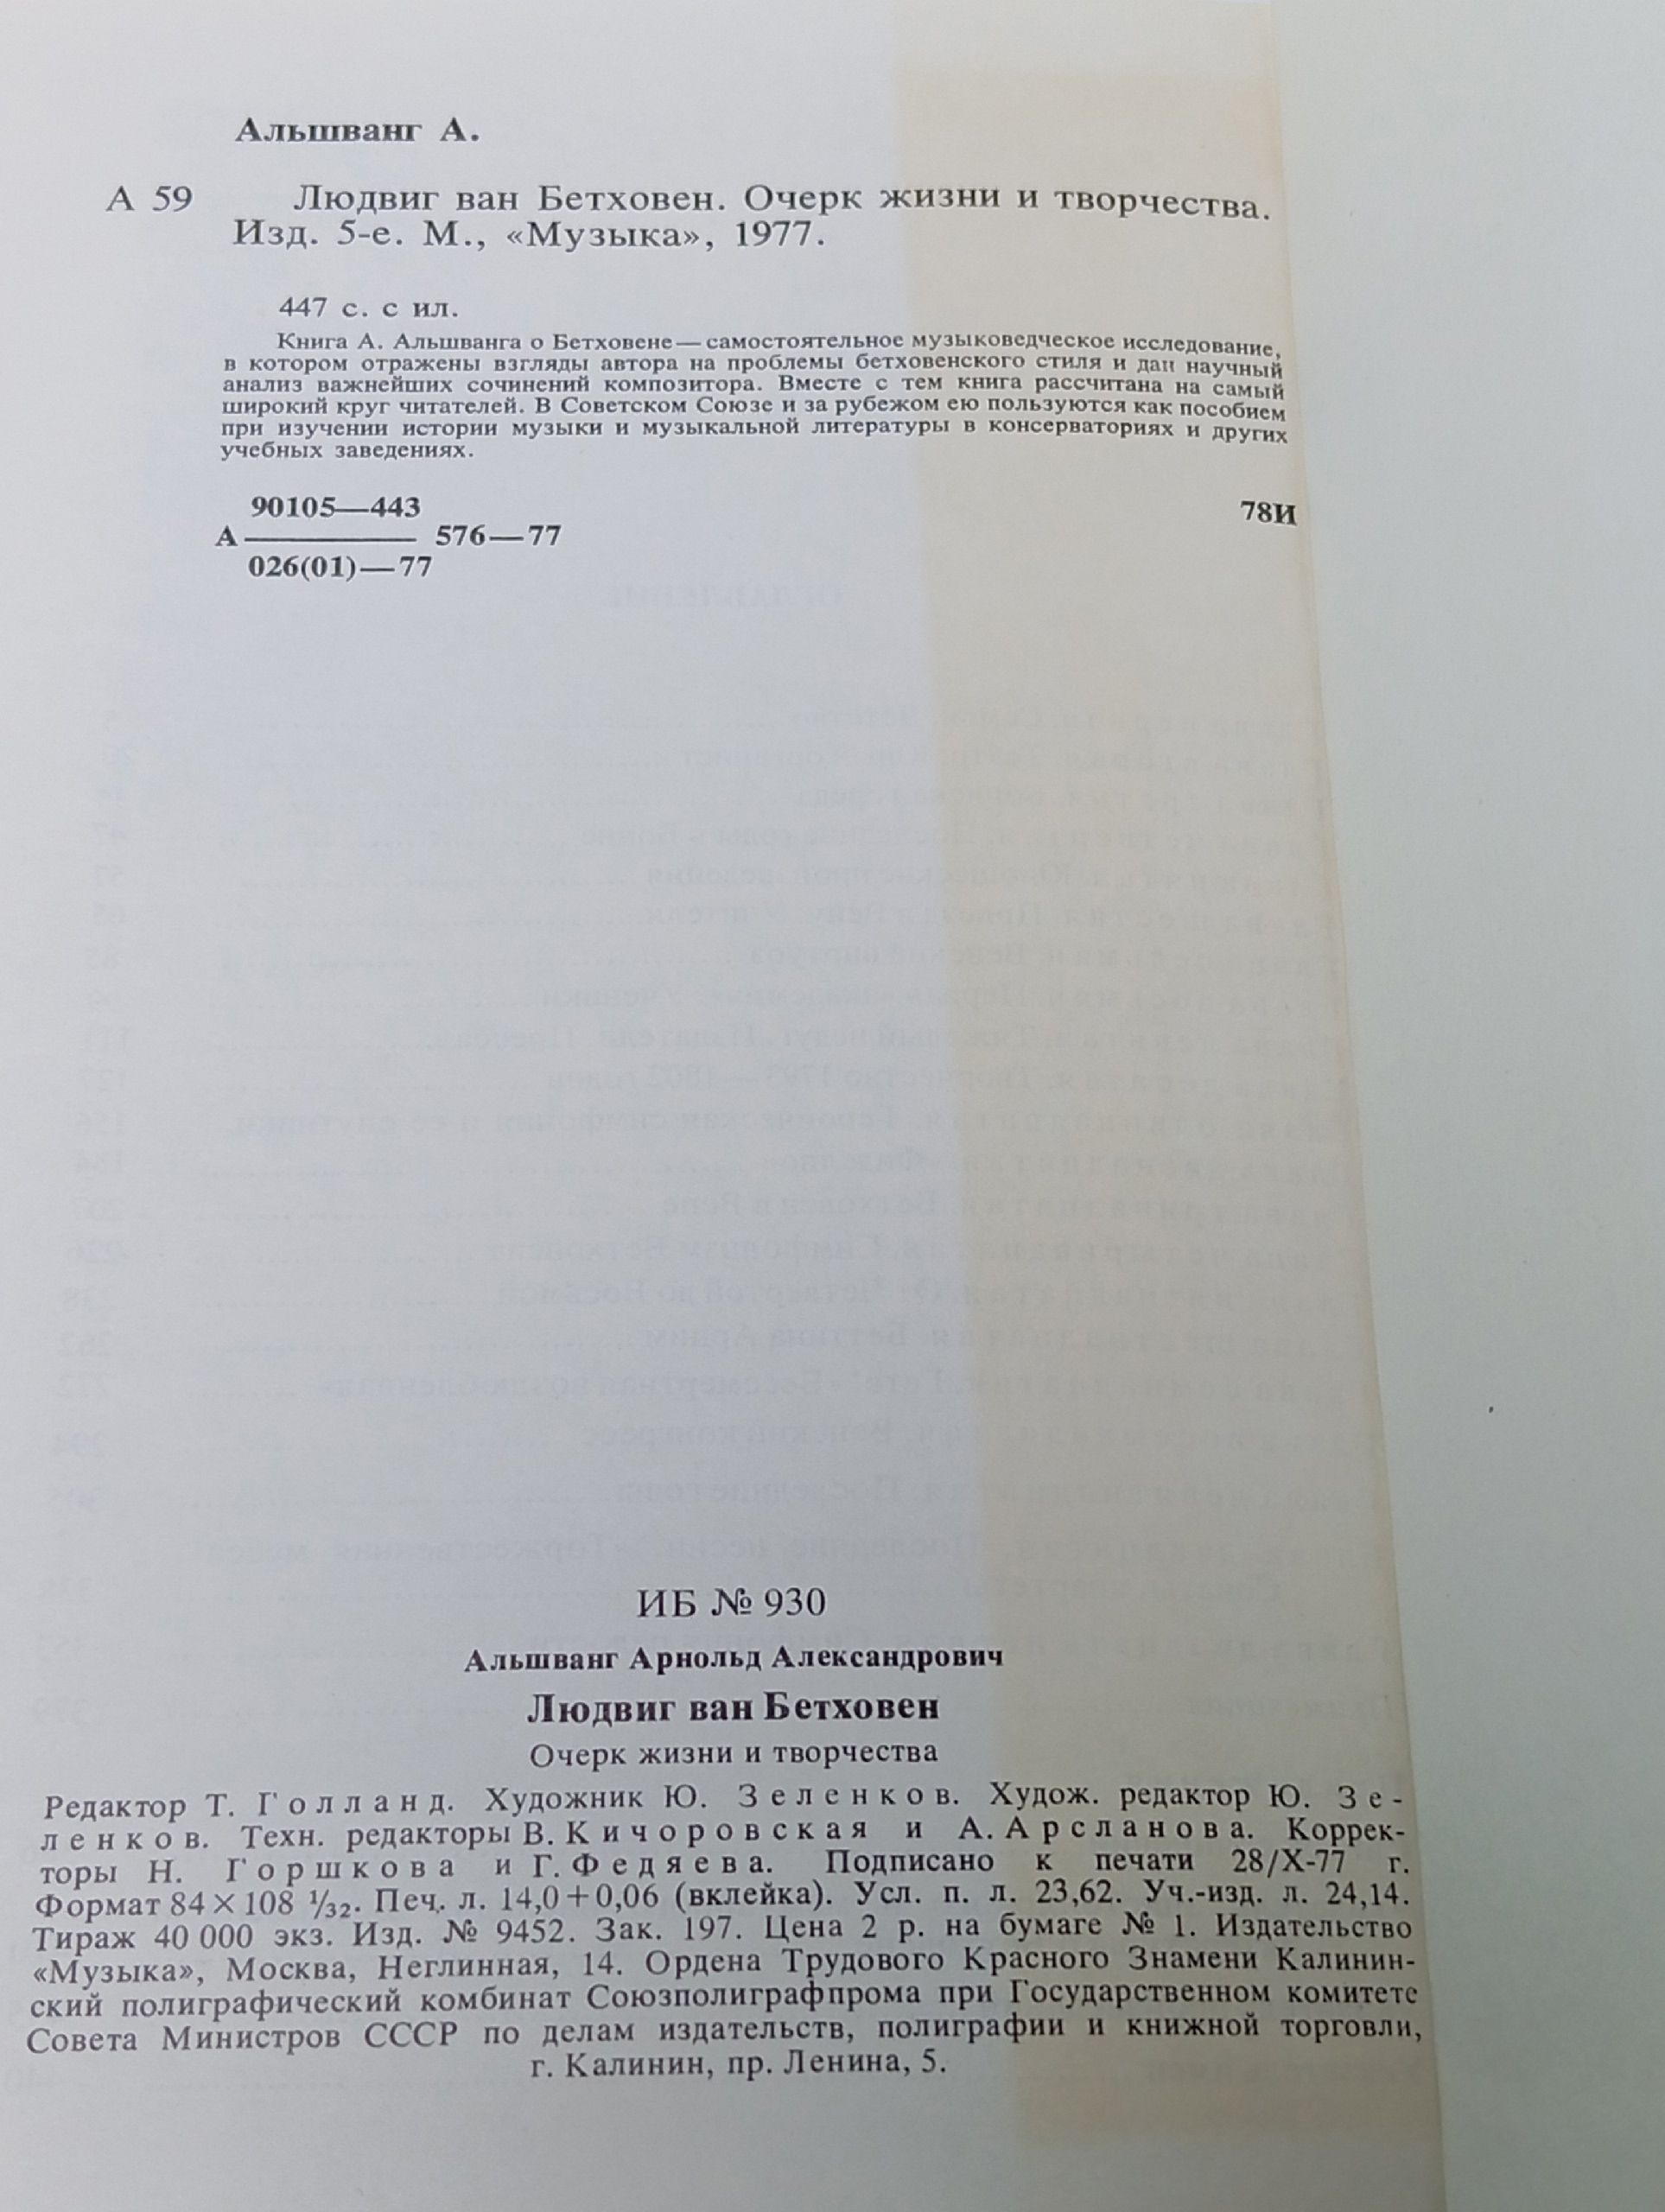 Альшванг А.
А 59 Людвиг ван Бетховен. Очерк жизни и творчества.
Изд. 5-е. М., «Музыка», 1977.
447 с. с ил.
Книга А. Альшванга о Бетховене — самостоятельное музыковедческое исследование,
в котором отражены взгляды автора на проблемы бетховенского стиля и дан научный
анализ важнейших сочинений композитора. Вместе с тем книга рассчитана на самый
широкий круг читателей. В Советском Союзе и за рубежом ею пользуются как пособием
при изучении истории музыки и музыкальной литературы в консерваториях и других
учебных заведениях.
90105—443
А 576—77
026(01)—77
78И
ИБ № 930
Альшванг Арнольд Александрович
Людвиг ван Бетховен
Очерк жизни и творчества
Редактор Т. Голланд. Художник Ю. Зеленков. Худож. редактор Ю. Зе-
ленков. Техн. редакторы В. Кичоровская и А. Арсланова. Коррек-
торы Н. Горшкова и Г. Федяева. Подписано к печати 28/X-77 г.
Формат 84×108 1/32. Печ. л. 14,0+0,06 (вклейка). Усл. п. л. 23,62. Уч.-изд. л. 24,14.
Тираж 40 000 экз. Изд. № 9452. Зак. 197. Цена 2 р. на бумаге № 1. Издательство
«Музыка», Москва, Неглинная, 14. Ордена Трудового Красного Знамени Калинин-
ский полиграфический комбинат Союзполиграфпрома при Государственном комитете
Совета Министров СССР по делам издательств, полиграфии и книжной торговли,
г. Калинин, пр. Ленина, 5.